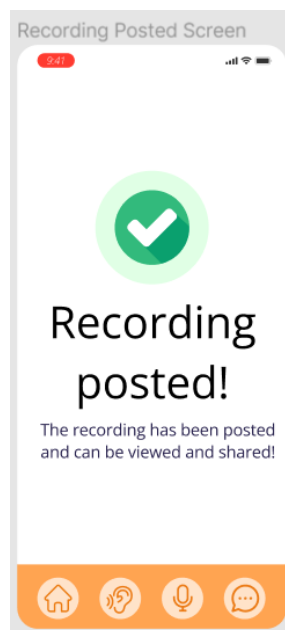 Recording Posted Screen
9:41
Recording
posted!
The recording has been posted
and can be viewed and shared!